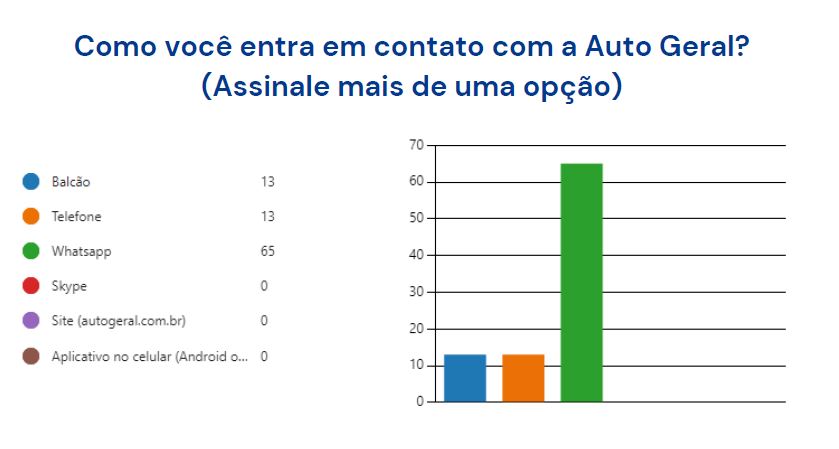 Como você entra em contato com a Auto Geral?
(Assinale mais de uma opção)
Balcão 13
Telefone 13
Whatsapp 65
Skype 0
Site (autogeral.com.br) 0
Aplicativo no celular (Android o... 0
70
60
50
40
30
20
10
0